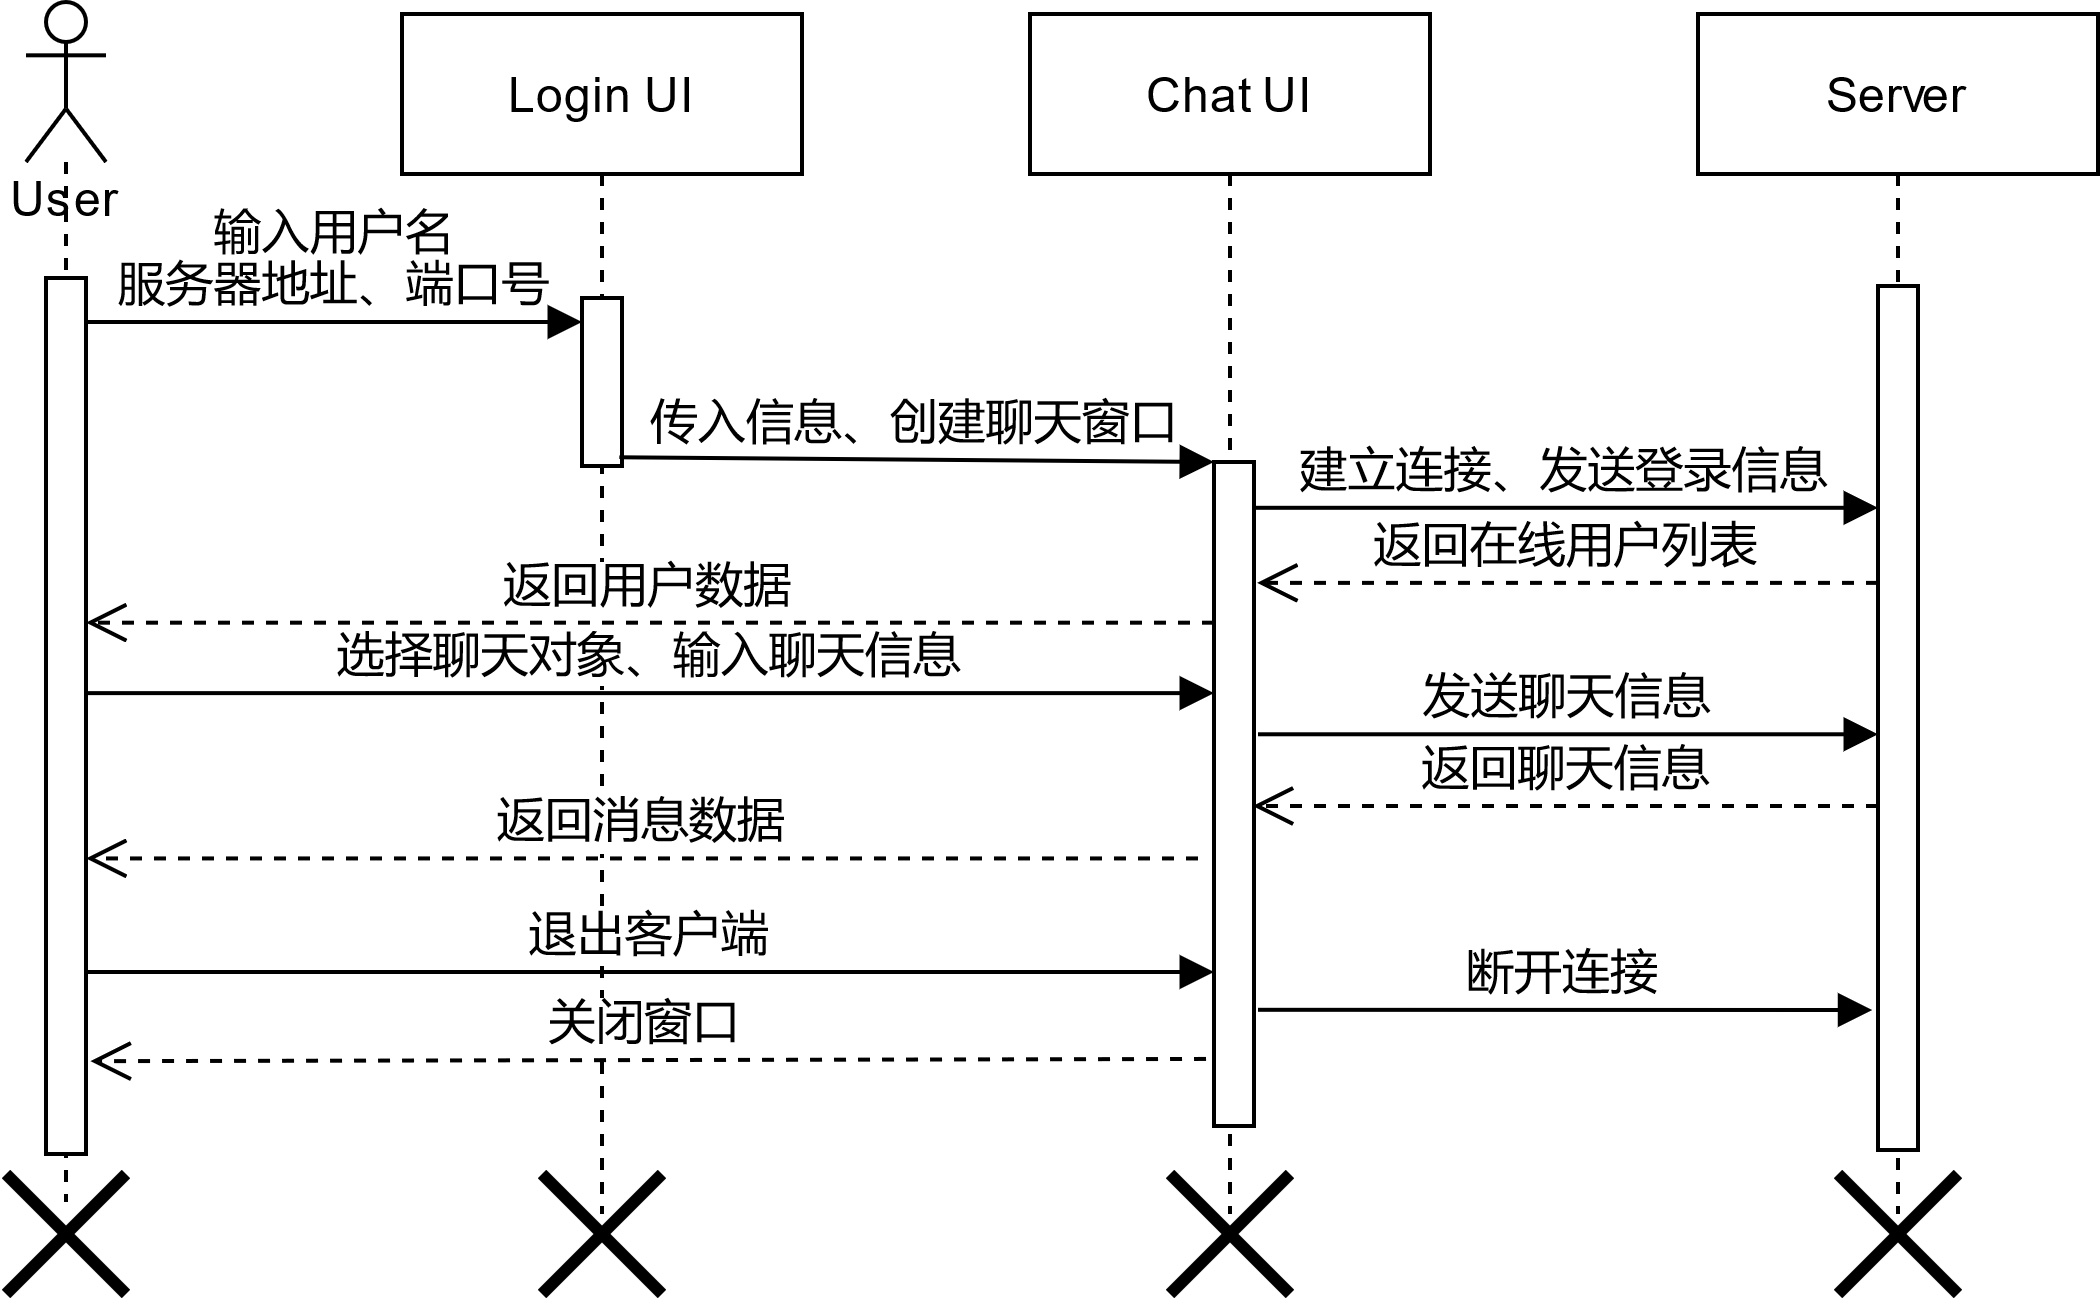 Login UI
Chat UI
Server
User
输入用户名
服务器地址、端口号
传入信息、创建聊天窗口
建立连接、发送登录信息
返回在线用户列表
返回用户数据
选择聊天对象、输入聊天信息
发送聊天信息
返回聊天信息
返回消息数据
退出客户端
断开连接
关闭窗口